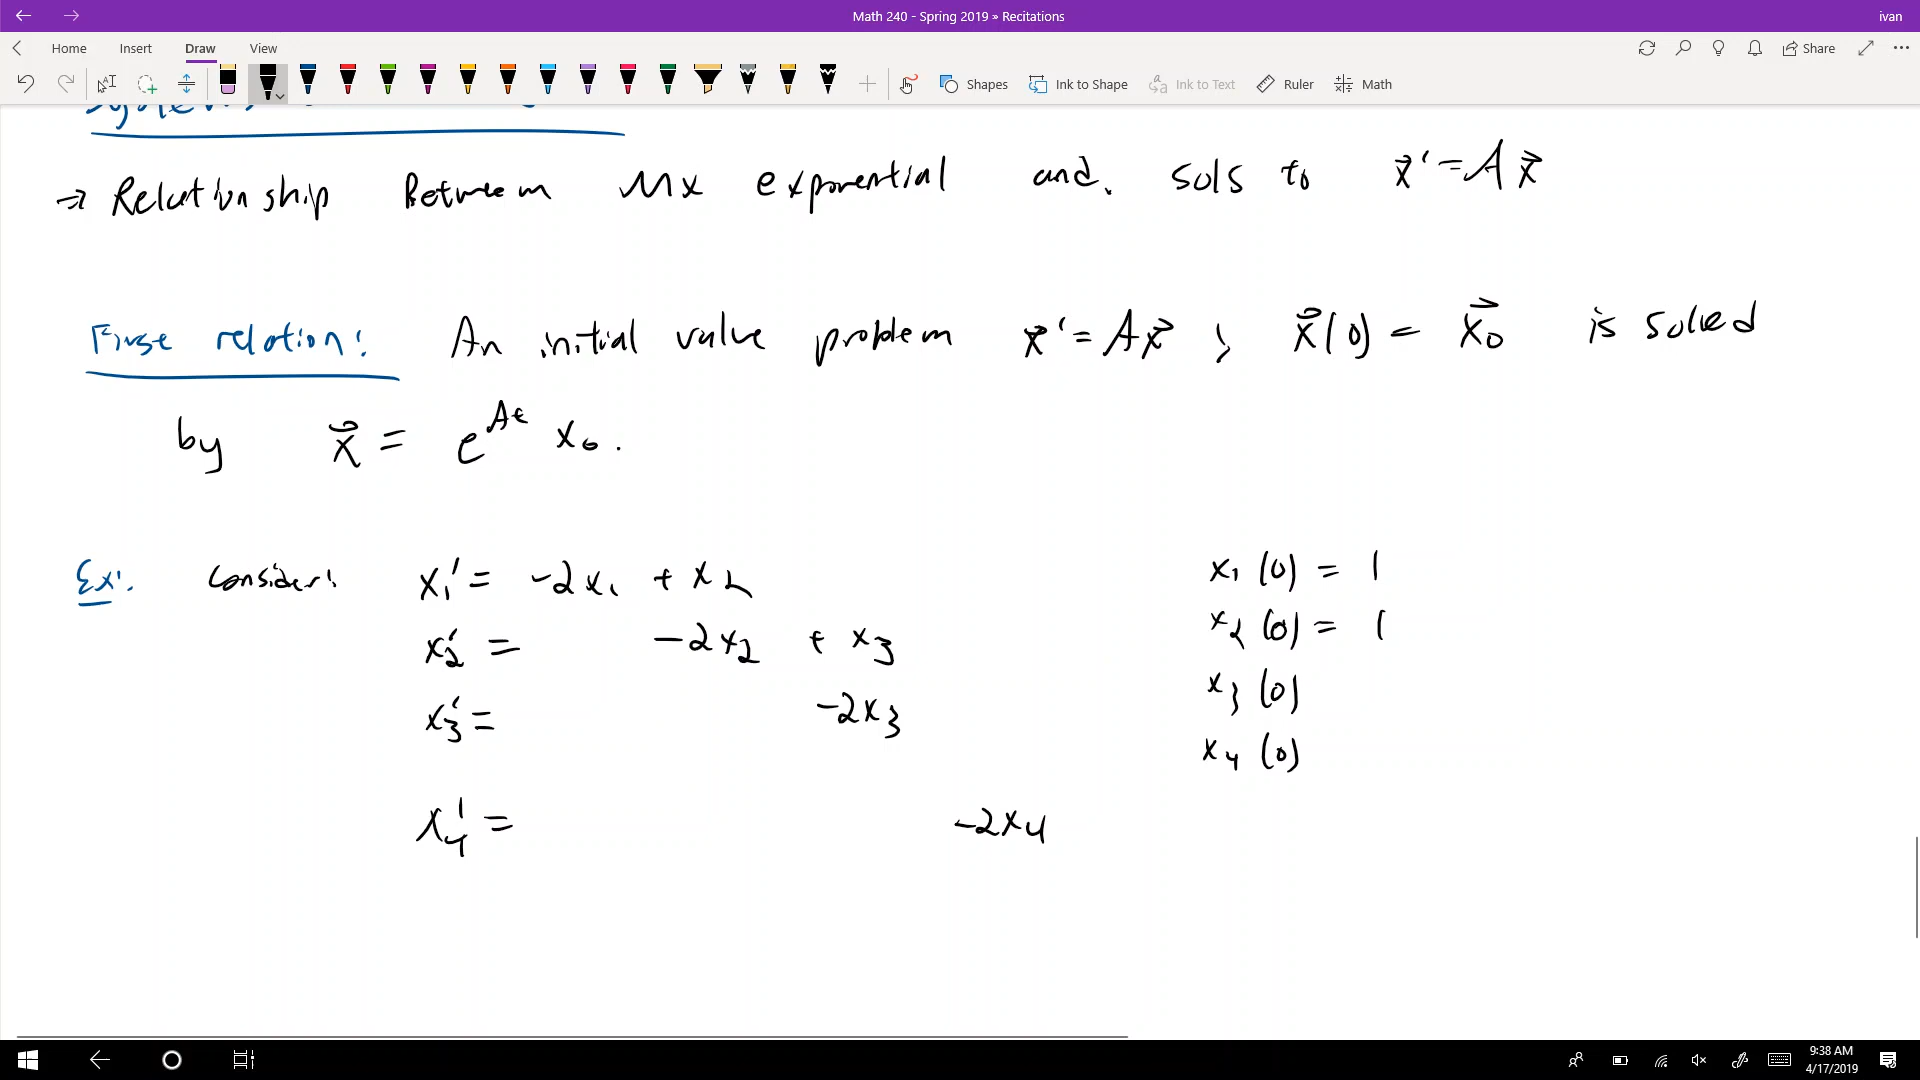 Math 240 - Spring 2019 » Recitations
ivan
Home Insert Draw View
Share
Shapes Ink to Shape Ink to Text Ruler Math
→ Relationship Between Mx exponential and. sols to x⃗' = A x⃗
First relation: An initial value problem x⃗' = Ax⃗ ; x⃗(0) = x⃗₀ is solved
by x⃗ = e^{At} x₀.
Ex: Consider: x₁' = -2x₁ + x₂
x₂' = -2x₂ + x₃
x₃' = -2x₃
x₄' = -2x₄
x₁(0) = 1
x₂(0) = 1
x₃(0)
x₄(0)
9:38 AM
4/17/2019